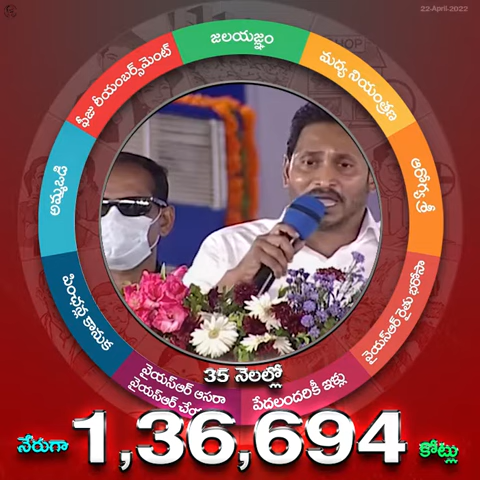 22-April-2022
జలయజ్ఞం
మద్య నియంత్రణ
ఆరోగ్య శ్రీ
వైయస్ఆర్ రైతు భరోసా
పేదలందరికీ ఇళ్లు
వైయస్ఆర్ ఆసరా
వైయస్ఆర్
పింఛన్ల కానుక
అమ్మఒడి
ఫీజు రీయింబర్స్‌మెంట్
35 నెలల్లో
నేరుగా 1,36,694 కోట్లు